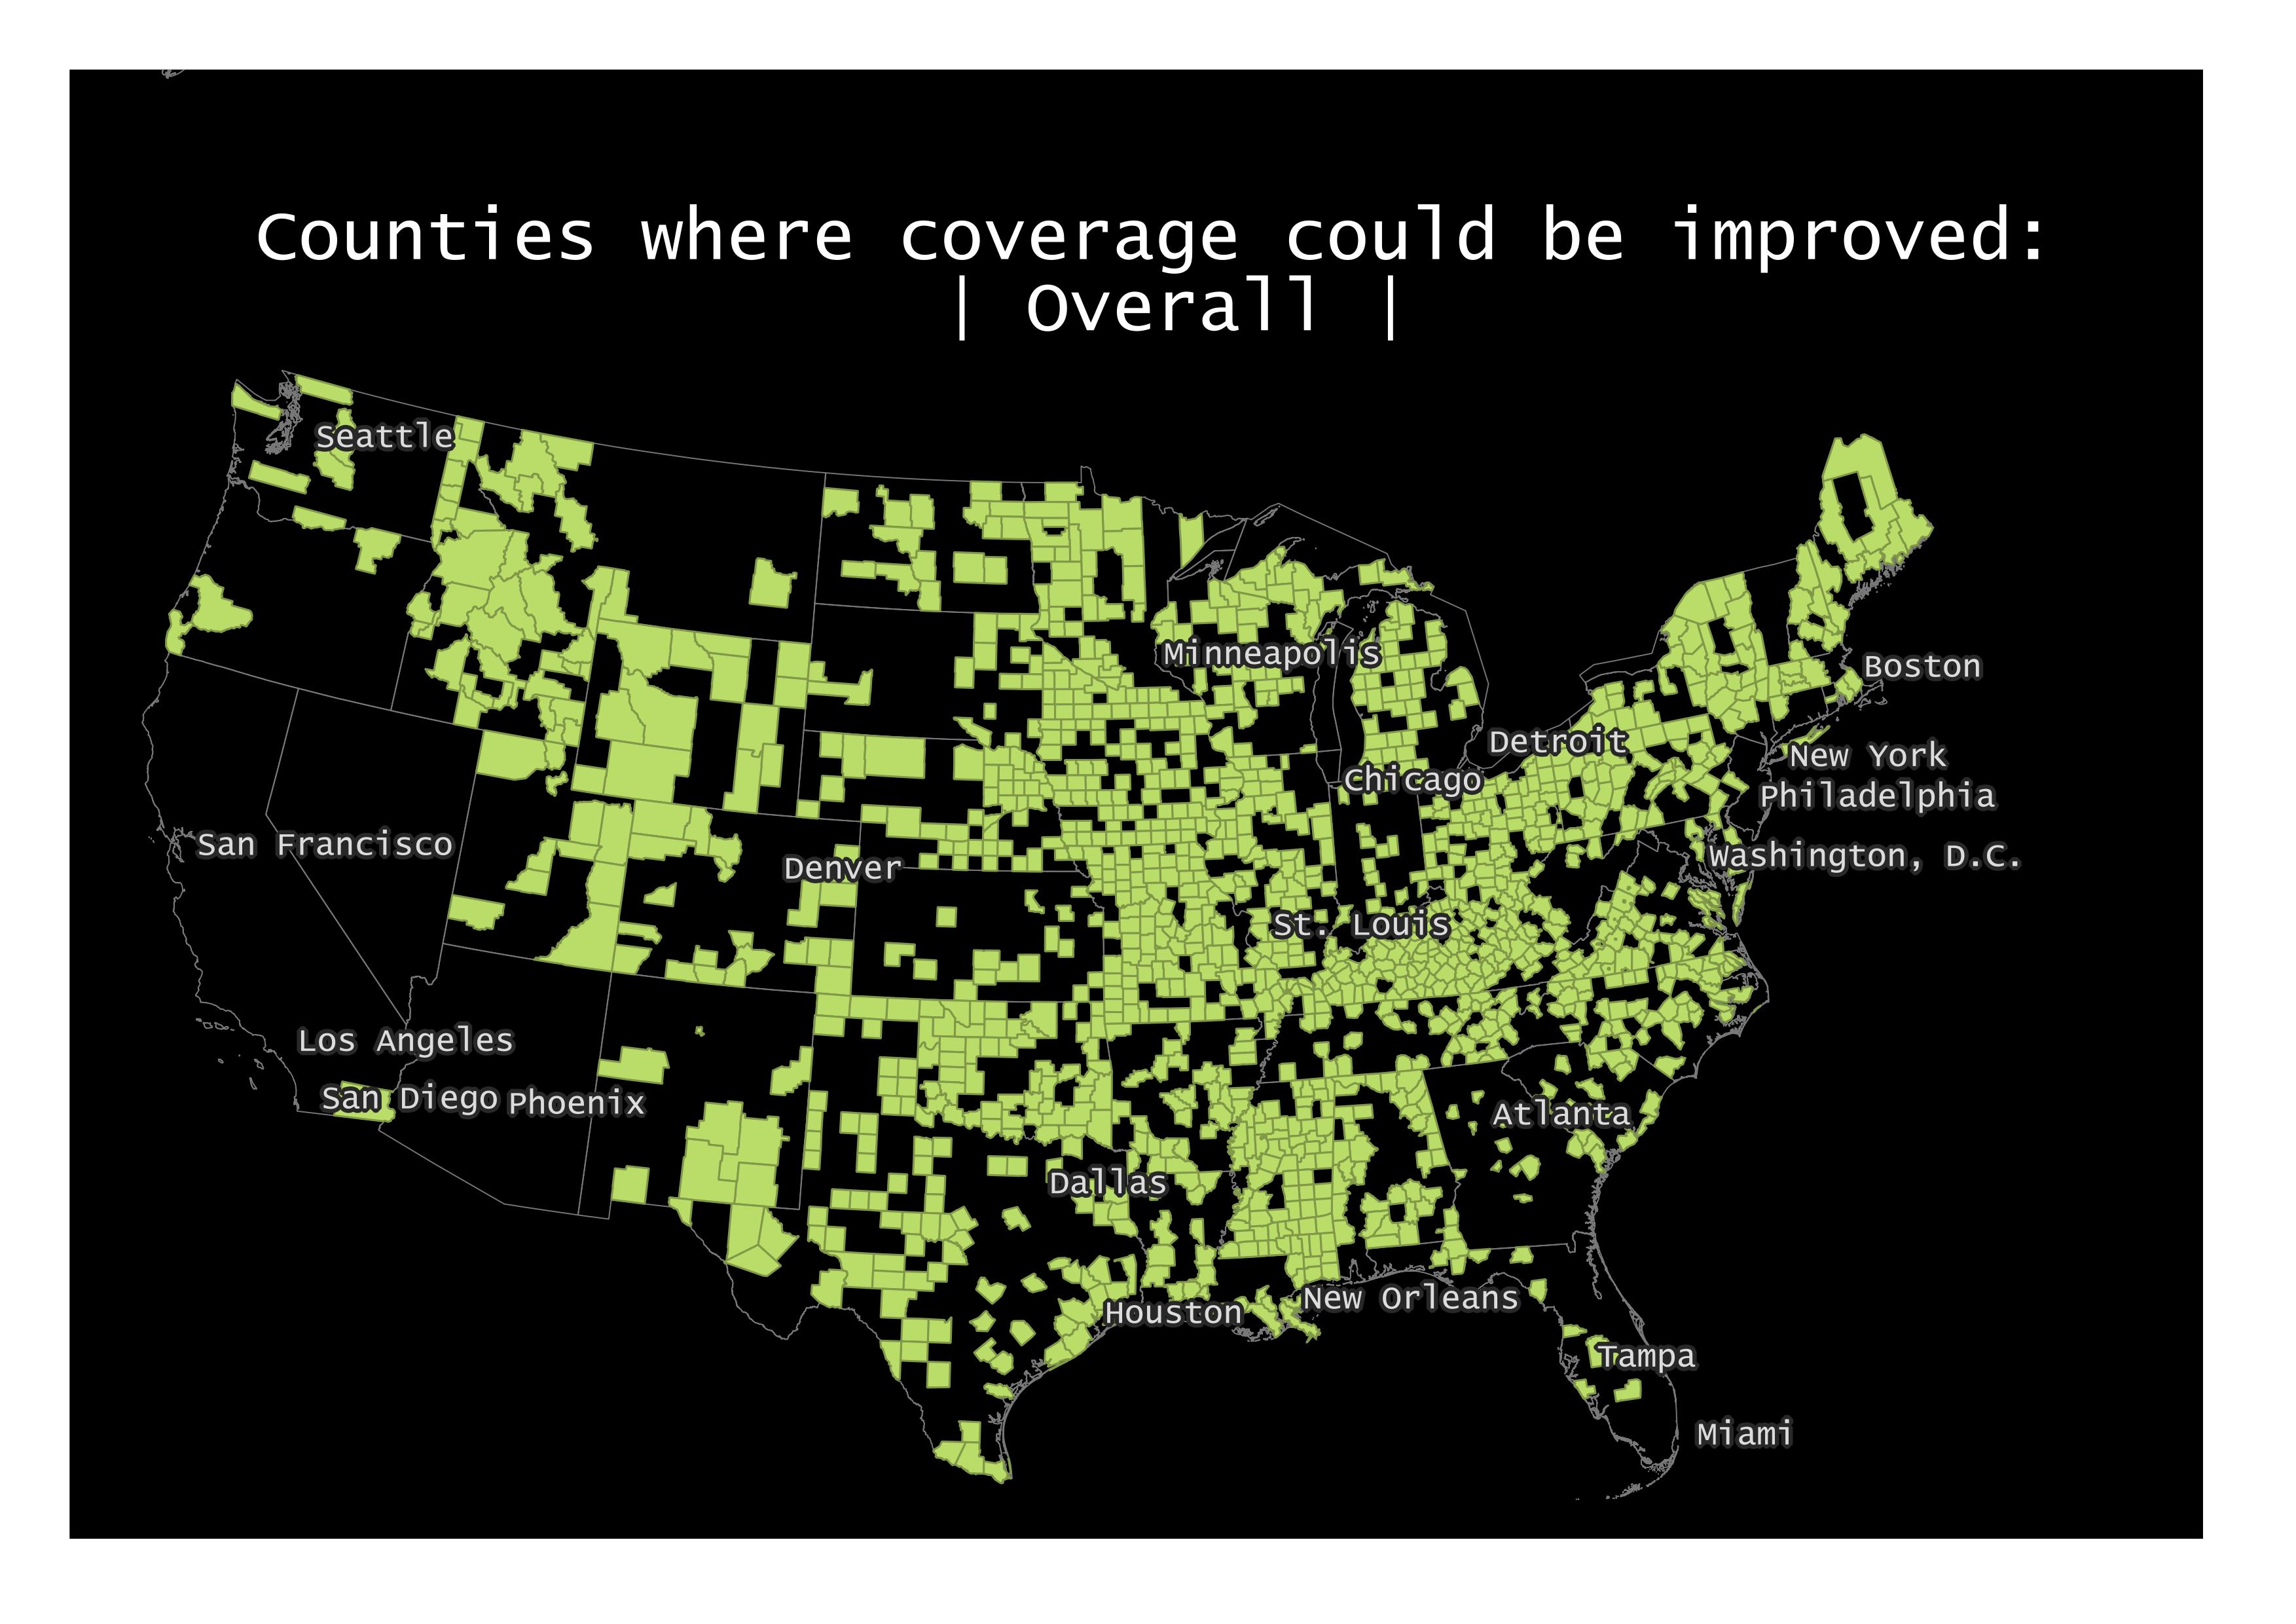 Counties where coverage could be improved:
| Overall |
Seattle
Minneapolis
Boston
Detroit
New York
Chicago
Philadelphia
San Francisco
Washington, D.C.
Denver
St. Louis
Los Angeles
San Diego
Phoenix
Atlanta
Dallas
New Orleans
Houston
Tampa
Miami